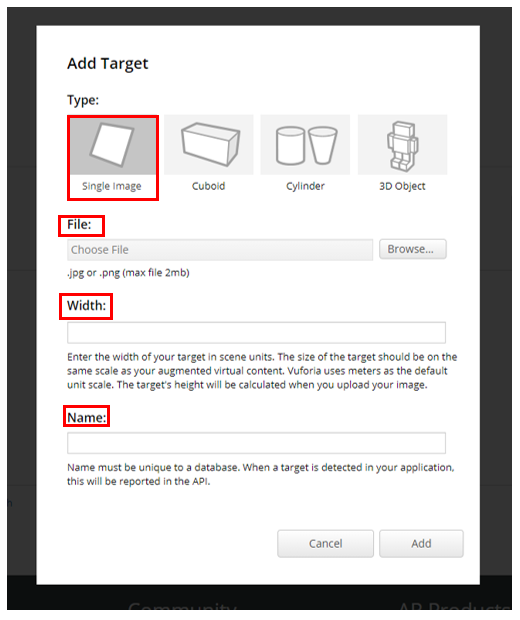 Add Target
Type:
Single Image
Cuboid
Cylinder
3D Object
File:
Choose File
Browse...
.jpg or .png (max file 2mb)
Width:
Enter the width of your target in scene units. The size of the target should be on the
same scale as your augmented virtual content. Vuforia uses meters as the default
unit scale. The target's height will be calculated when you upload your image.
Name:
Name must be unique to a database. When a target is detected in your application,
this will be reported in the API.
Cancel
Add
Community
AR Products